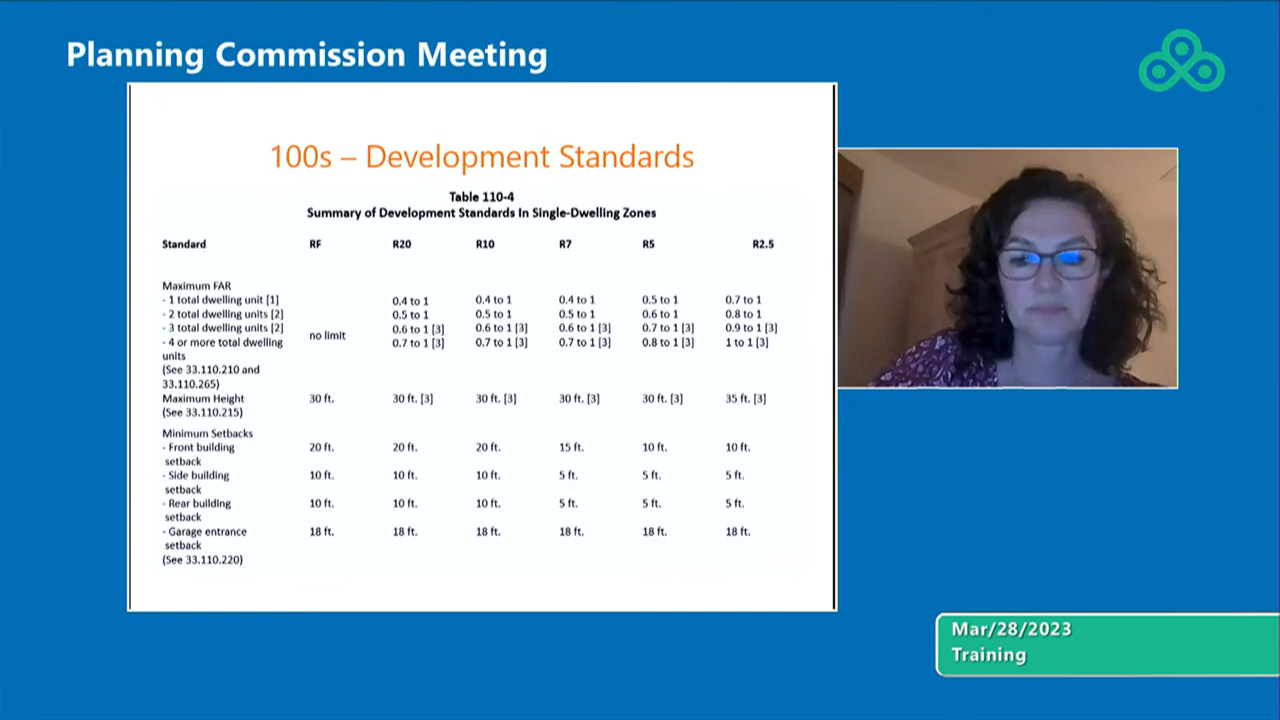 Planning Commission Meeting
100s – Development Standards
Table 110-4
Summary of Development Standards In Single-Dwelling Zones
Standard RF R20 R10 R7 R5 R2.5
Maximum FAR
- 1 total dwelling unit [1] 0.4 to 1 0.4 to 1 0.4 to 1 0.5 to 1 0.7 to 1
- 2 total dwelling units [2] 0.5 to 1 0.5 to 1 0.5 to 1 0.6 to 1 0.8 to 1
- 3 total dwelling units [2] 0.6 to 1 [3] 0.6 to 1 [3] 0.6 to 1 [3] 0.7 to 1 [3] 0.9 to 1 [3]
no limit
- 4 or more total dwelling 0.7 to 1 [3] 0.7 to 1 [3] 0.7 to 1 [3] 0.8 to 1 [3] 1 to 1 [3]
units
(See 33.110.210 and
33.110.265)
Maximum Height 30 ft. 30 ft. [3] 30 ft. [3] 30 ft. [3] 30 ft. [3] 35 ft. [3]
(See 33.110.215)
Minimum Setbacks
- Front building 20 ft. 20 ft. 20 ft. 15 ft. 10 ft. 10 ft.
setback
- Side building 10 ft. 10 ft. 10 ft. 5 ft. 5 ft. 5 ft.
setback
- Rear building 10 ft. 10 ft. 10 ft. 5 ft. 5 ft. 5 ft.
setback
- Garage entrance 18 ft. 18 ft. 18 ft. 18 ft. 18 ft. 18 ft.
setback
(See 33.110.220)
Mar/28/2023
Training